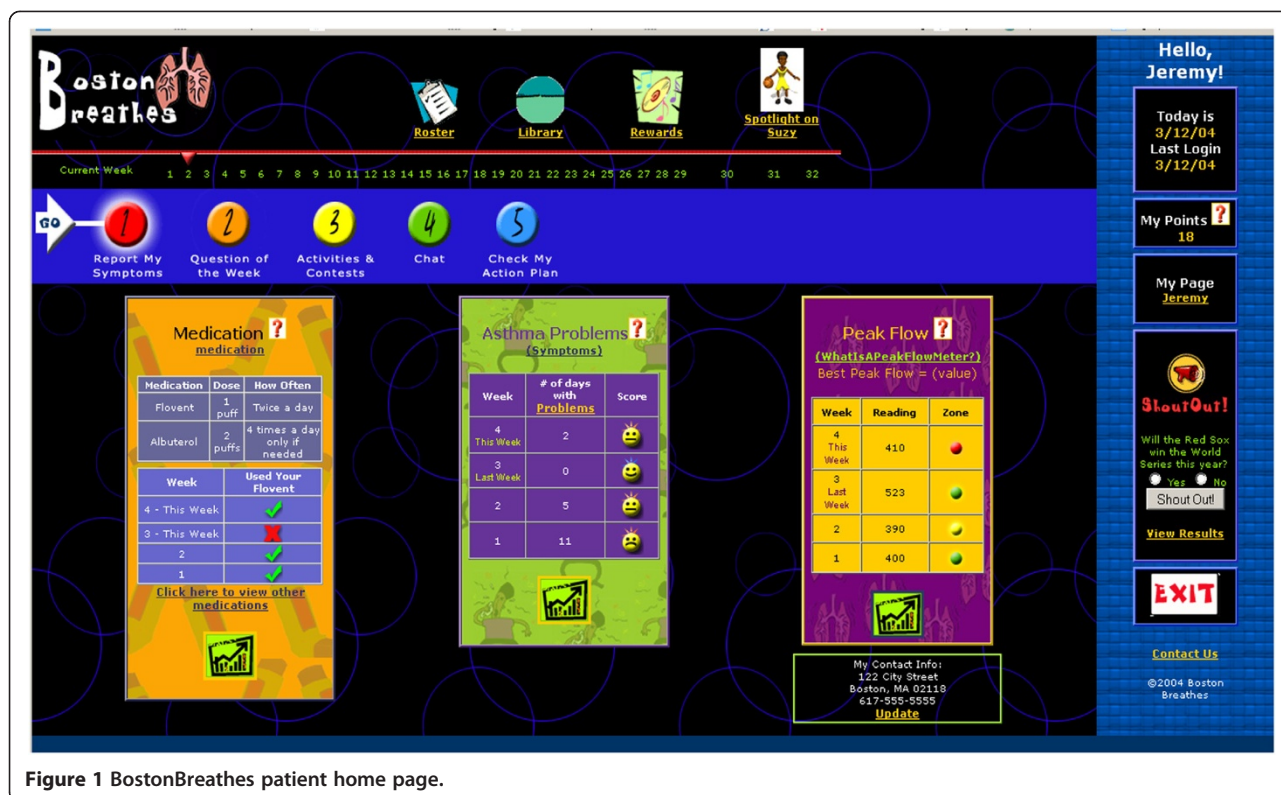 Boston
Breathes
Roster
Library
Rewards
Spotlight on
Suzy
Current Week 1 2 3 4 5 6 7 8 9 10 11 12 13 14 15 16 17 18 19 20 21 22 23 24 25 26 27 28 29 30 31 32
GO
1
Report My
Symptoms
2
Question of
the Week
3
Activities &
Contests
4
Chat
5
Check My
Action Plan
Medication ?
medication
Medication Dose How Often
Flovent 1 puff Twice a day
Albuterol 2 puffs 4 times a day only if needed
Week Used Your Flovent
4 - This Week
3 - This Week
2
1
Click here to view other
medications
Asthma Problems ?
(Symptoms)
Week # of days with Problems Score
4 This Week 2
3 Last Week 0
2 5
1 11
Peak Flow ?
(WhatIsAPeakFlowMeter?)
Best Peak Flow = (value)
Week Reading Zone
4 This Week 410
3 Last Week 523
2 390
1 400
My Contact Info:
122 City Street
Boston, MA 02118
617-555-5555
Update
Hello,
Jeremy!
Today is
3/12/04
Last Login
3/12/04
My Points ?
18
My Page
Jeremy
ShoutOut!
Will the Red Sox
win the World
Series this year?
Yes No
Shout Out!
View Results
EXIT
Contact Us
©2004 Boston
Breathes
Figure 1 BostonBreathes patient home page.